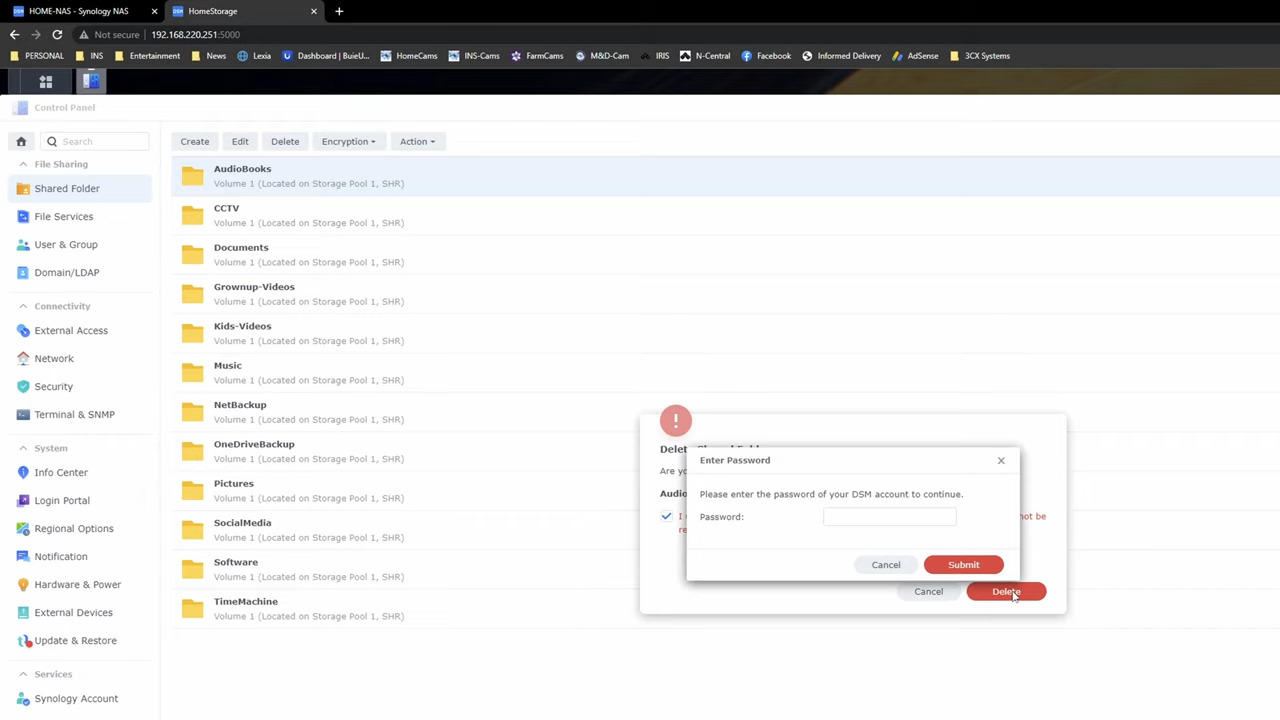 HOME-NAS - Synology NAS
HomeStorage
Not secure
192.168.220.251:5000
PERSONAL
INS
Entertainment
News
Lexia
Dashboard | BuieU...
HomeCams
INS-Cams
FarmCams
M&D-Cam
IRIS
N-Central
Facebook
Informed Delivery
AdSense
3CX Systems
Control Panel
Search
File Sharing
Shared Folder
File Services
User & Group
Domain/LDAP
Connectivity
External Access
Network
Security
Terminal & SNMP
System
Info Center
Login Portal
Regional Options
Notification
Hardware & Power
External Devices
Update & Restore
Services
Synology Account
Create
Edit
Delete
Encryption
Action
AudioBooks
Volume 1 (Located on Storage Pool 1, SHR)
CCTV
Volume 1 (Located on Storage Pool 1, SHR)
Documents
Volume 1 (Located on Storage Pool 1, SHR)
Grownup-Videos
Volume 1 (Located on Storage Pool 1, SHR)
Kids-Videos
Volume 1 (Located on Storage Pool 1, SHR)
Music
Volume 1 (Located on Storage Pool 1, SHR)
NetBackup
Volume 1 (Located on Storage Pool 1, SHR)
OneDriveBackup
Volume 1 (Located on Storage Pool 1, SHR)
Pictures
Volume 1 (Located on Storage Pool 1, SHR)
SocialMedia
Volume 1 (Located on Storage Pool 1, SHR)
Software
Volume 1 (Located on Storage Pool 1, SHR)
TimeMachine
Volume 1 (Located on Storage Pool 1, SHR)
Are
be
Cancel
Delete
Enter Password
Please enter the password of your DSM account to continue.
Password:
Cancel
Submit